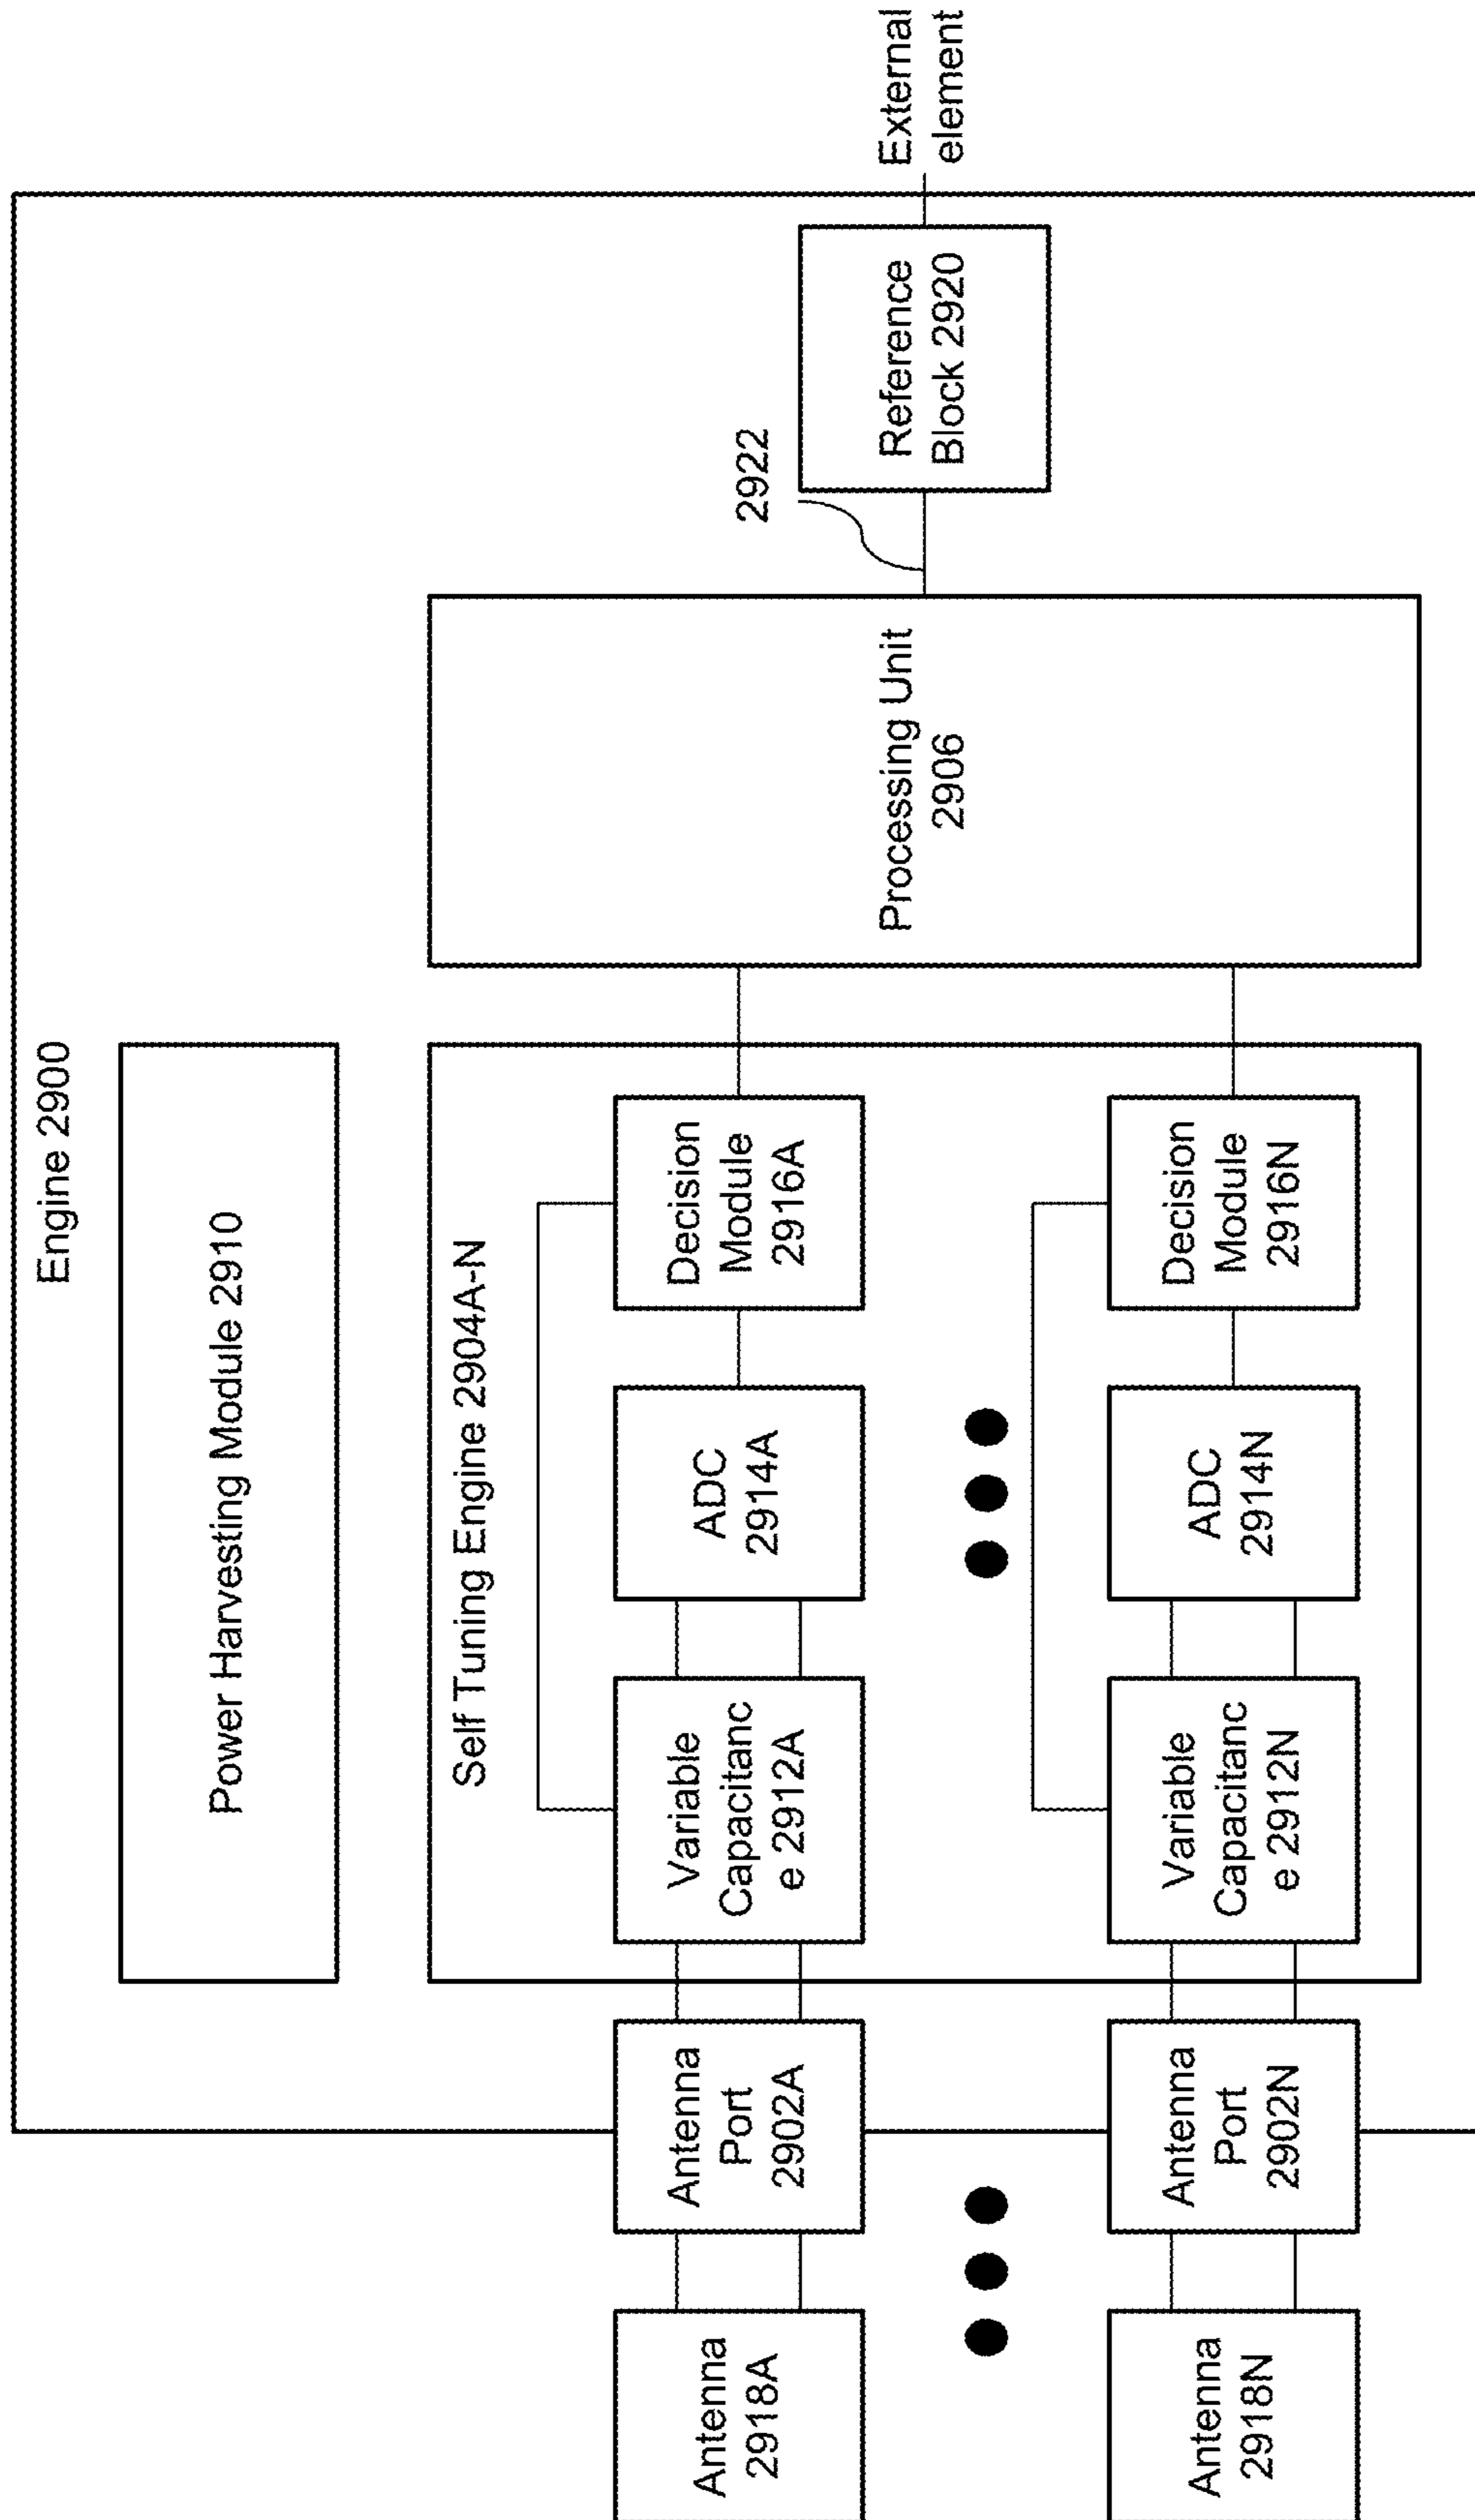 Engine 2900
Power Harvesting Module 2910
Self Tuning Engine 2904A-N
Antenna
2918A
Antenna
Port
2902A
Variable
Capacitanc
e 2912A
ADC
2914A
Decision
Module
2916A
Antenna
2918N
Antenna
Port
2902N
Variable
Capacitanc
e 2912N
ADC
2914N
Decision
Module
2916N
Processing Unit
2906
2922
Reference
Block 2920
External
element